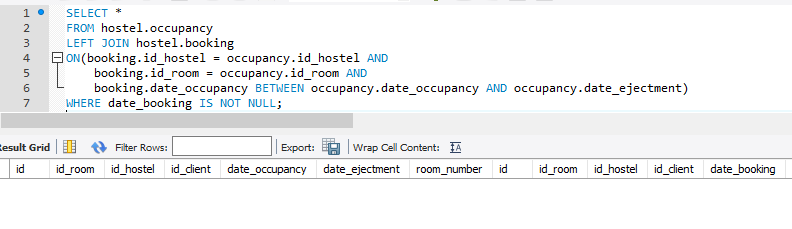 1 SELECT *
2 FROM hostel.occupancy
3 LEFT JOIN hostel.booking
4 ON(booking.id_hostel = occupancy.id_hostel AND
5 booking.id_room = occupancy.id_room AND
6 booking.date_occupancy BETWEEN occupancy.date_occupancy AND occupancy.date_ejectment)
7 WHERE date_booking IS NOT NULL;
Result Grid Filter Rows: Export: Wrap Cell Content: IA
id id_room id_hostel id_client date_occupancy date_ejectment room_number id id_room id_hostel id_client date_booking